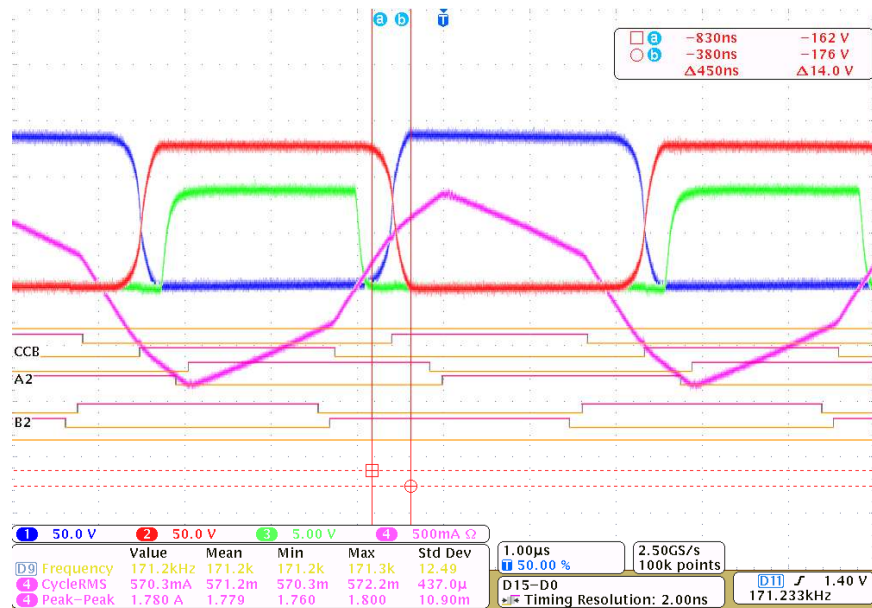 a b T
a −830ns −162 V
b −380ns −176 V
Δ450ns Δ14.0 V
CCB
A2
B2
1 50.0 V 2 50.0 V 3 5.00 V 4 500mA Ω
Value Mean Min Max Std Dev
D9 Frequency 171.2kHz 171.2k 171.2k 171.3k 12.49
4 CycleRMS 570.3mA 571.2m 570.3m 572.2m 437.0µ
4 Peak–Peak 1.780 A 1.779 1.760 1.800 10.90m
1.00µs
T 50.00 %
2.50GS/s
100k points
D15–D0
Timing Resolution: 2.00ns
D11 1.40 V
171.233kHz